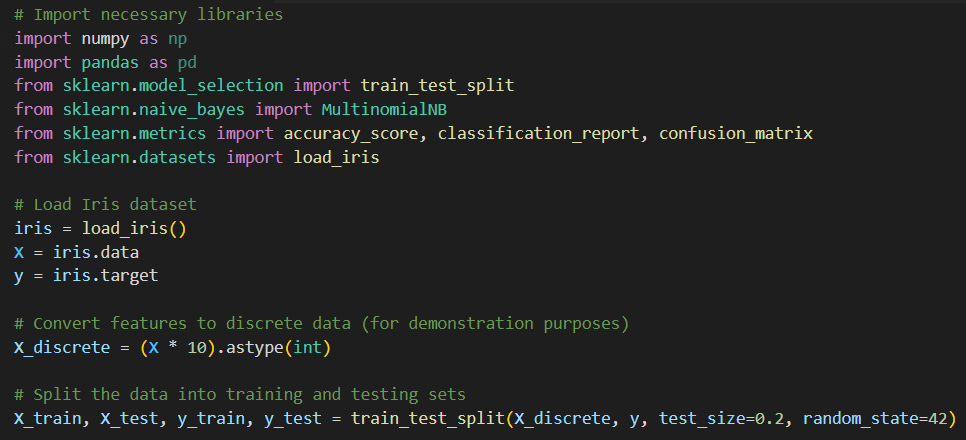 # Import necessary libraries
import numpy as np
import pandas as pd
from sklearn.model_selection import train_test_split
from sklearn.naive_bayes import MultinomialNB
from sklearn.metrics import accuracy_score, classification_report, confusion_matrix
from sklearn.datasets import load_iris
# Load Iris dataset
iris = load_iris()
X = iris.data
y = iris.target
# Convert features to discrete data (for demonstration purposes)
X_discrete = (X * 10).astype(int)
# Split the data into training and testing sets
X_train, X_test, y_train, y_test = train_test_split(X_discrete, y, test_size=0.2, random_state=42)